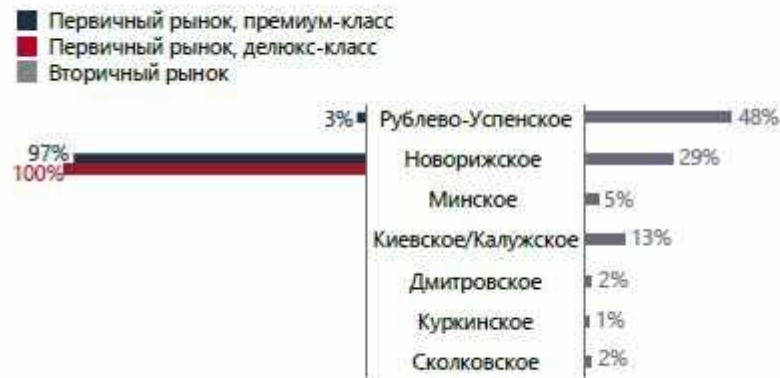 Первичный рынок, премиум-класс
Первичный рынок, делюкс-класс
Вторичный рынок
3% Рублево-Успенское 48%
97%
100%
Новорижское 29%
Минское 5%
Киевское/Калужское 13%
Дмитровское 2%
Куркинское 1%
Сколковское 2%